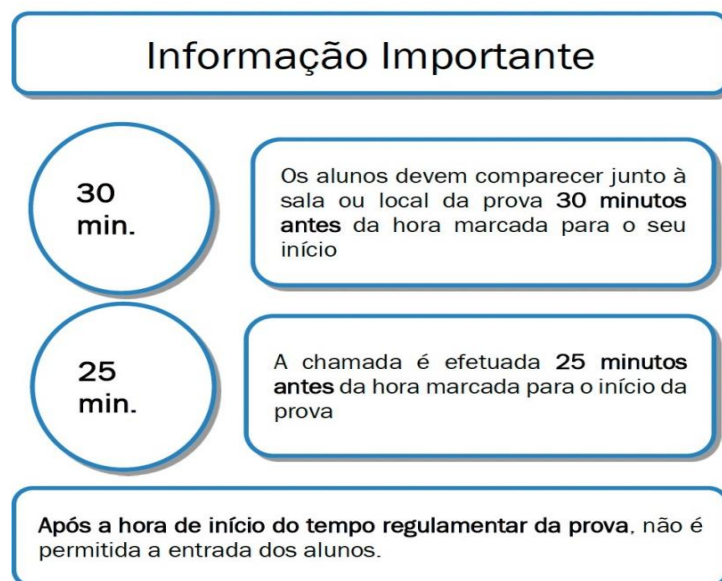 Informação Importante
30
min.
Os alunos devem comparecer junto à
sala ou local da prova 30 minutos
antes da hora marcada para o seu
início
25
min.
A chamada é efetuada 25 minutos
antes da hora marcada para o início da
prova
Após a hora de início do tempo regulamentar da prova, não é
permitida a entrada dos alunos.